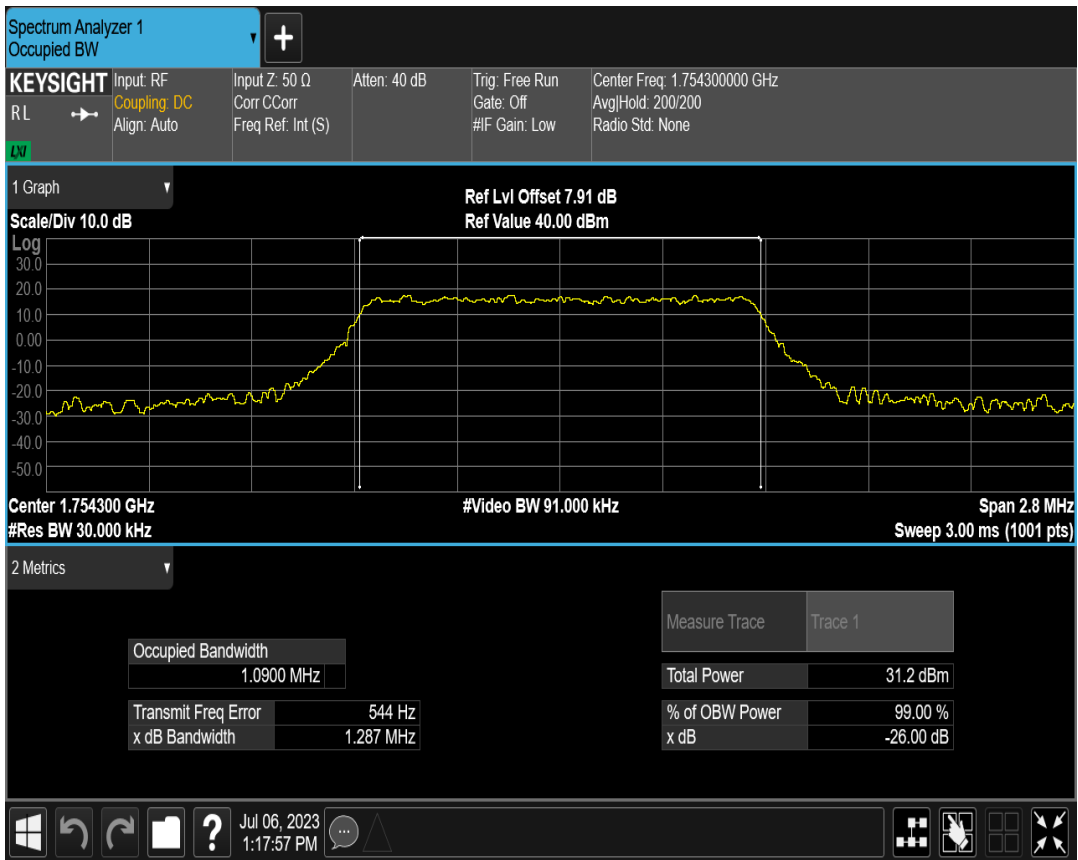 Spectrum Analyzer 1
Occupied BW
KEYSIGHT
R L
LXI
Input: RF
Coupling: DC
Align: Auto
Input Z: 50 Ω
Corr CCorr
Freq Ref: Int (S)
Atten: 40 dB
Trig: Free Run
Gate: Off
#IF Gain: Low
Center Freq: 1.754300000 GHz
Avg|Hold: 200/200
Radio Std: None
1 Graph
Scale/Div 10.0 dB
Ref Lvl Offset 7.91 dB
Ref Value 40.00 dBm
Log
30.0
20.0
10.0
0.00
-10.0
-20.0
-30.0
-40.0
-50.0
Center 1.754300 GHz
#Res BW 30.000 kHz
#Video BW 91.000 kHz
Span 2.8 MHz
Sweep 3.00 ms (1001 pts)
2 Metrics
Occupied Bandwidth
1.0900 MHz
Transmit Freq Error 544 Hz
x dB Bandwidth 1.287 MHz
Measure Trace Trace 1
Total Power 31.2 dBm
% of OBW Power 99.00 %
x dB -26.00 dB
?
Jul 06, 2023
1:17:57 PM